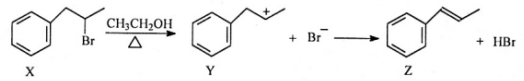 CH₃CH₂OH
Br △ + + Br⁻ + HBr
X Y Z